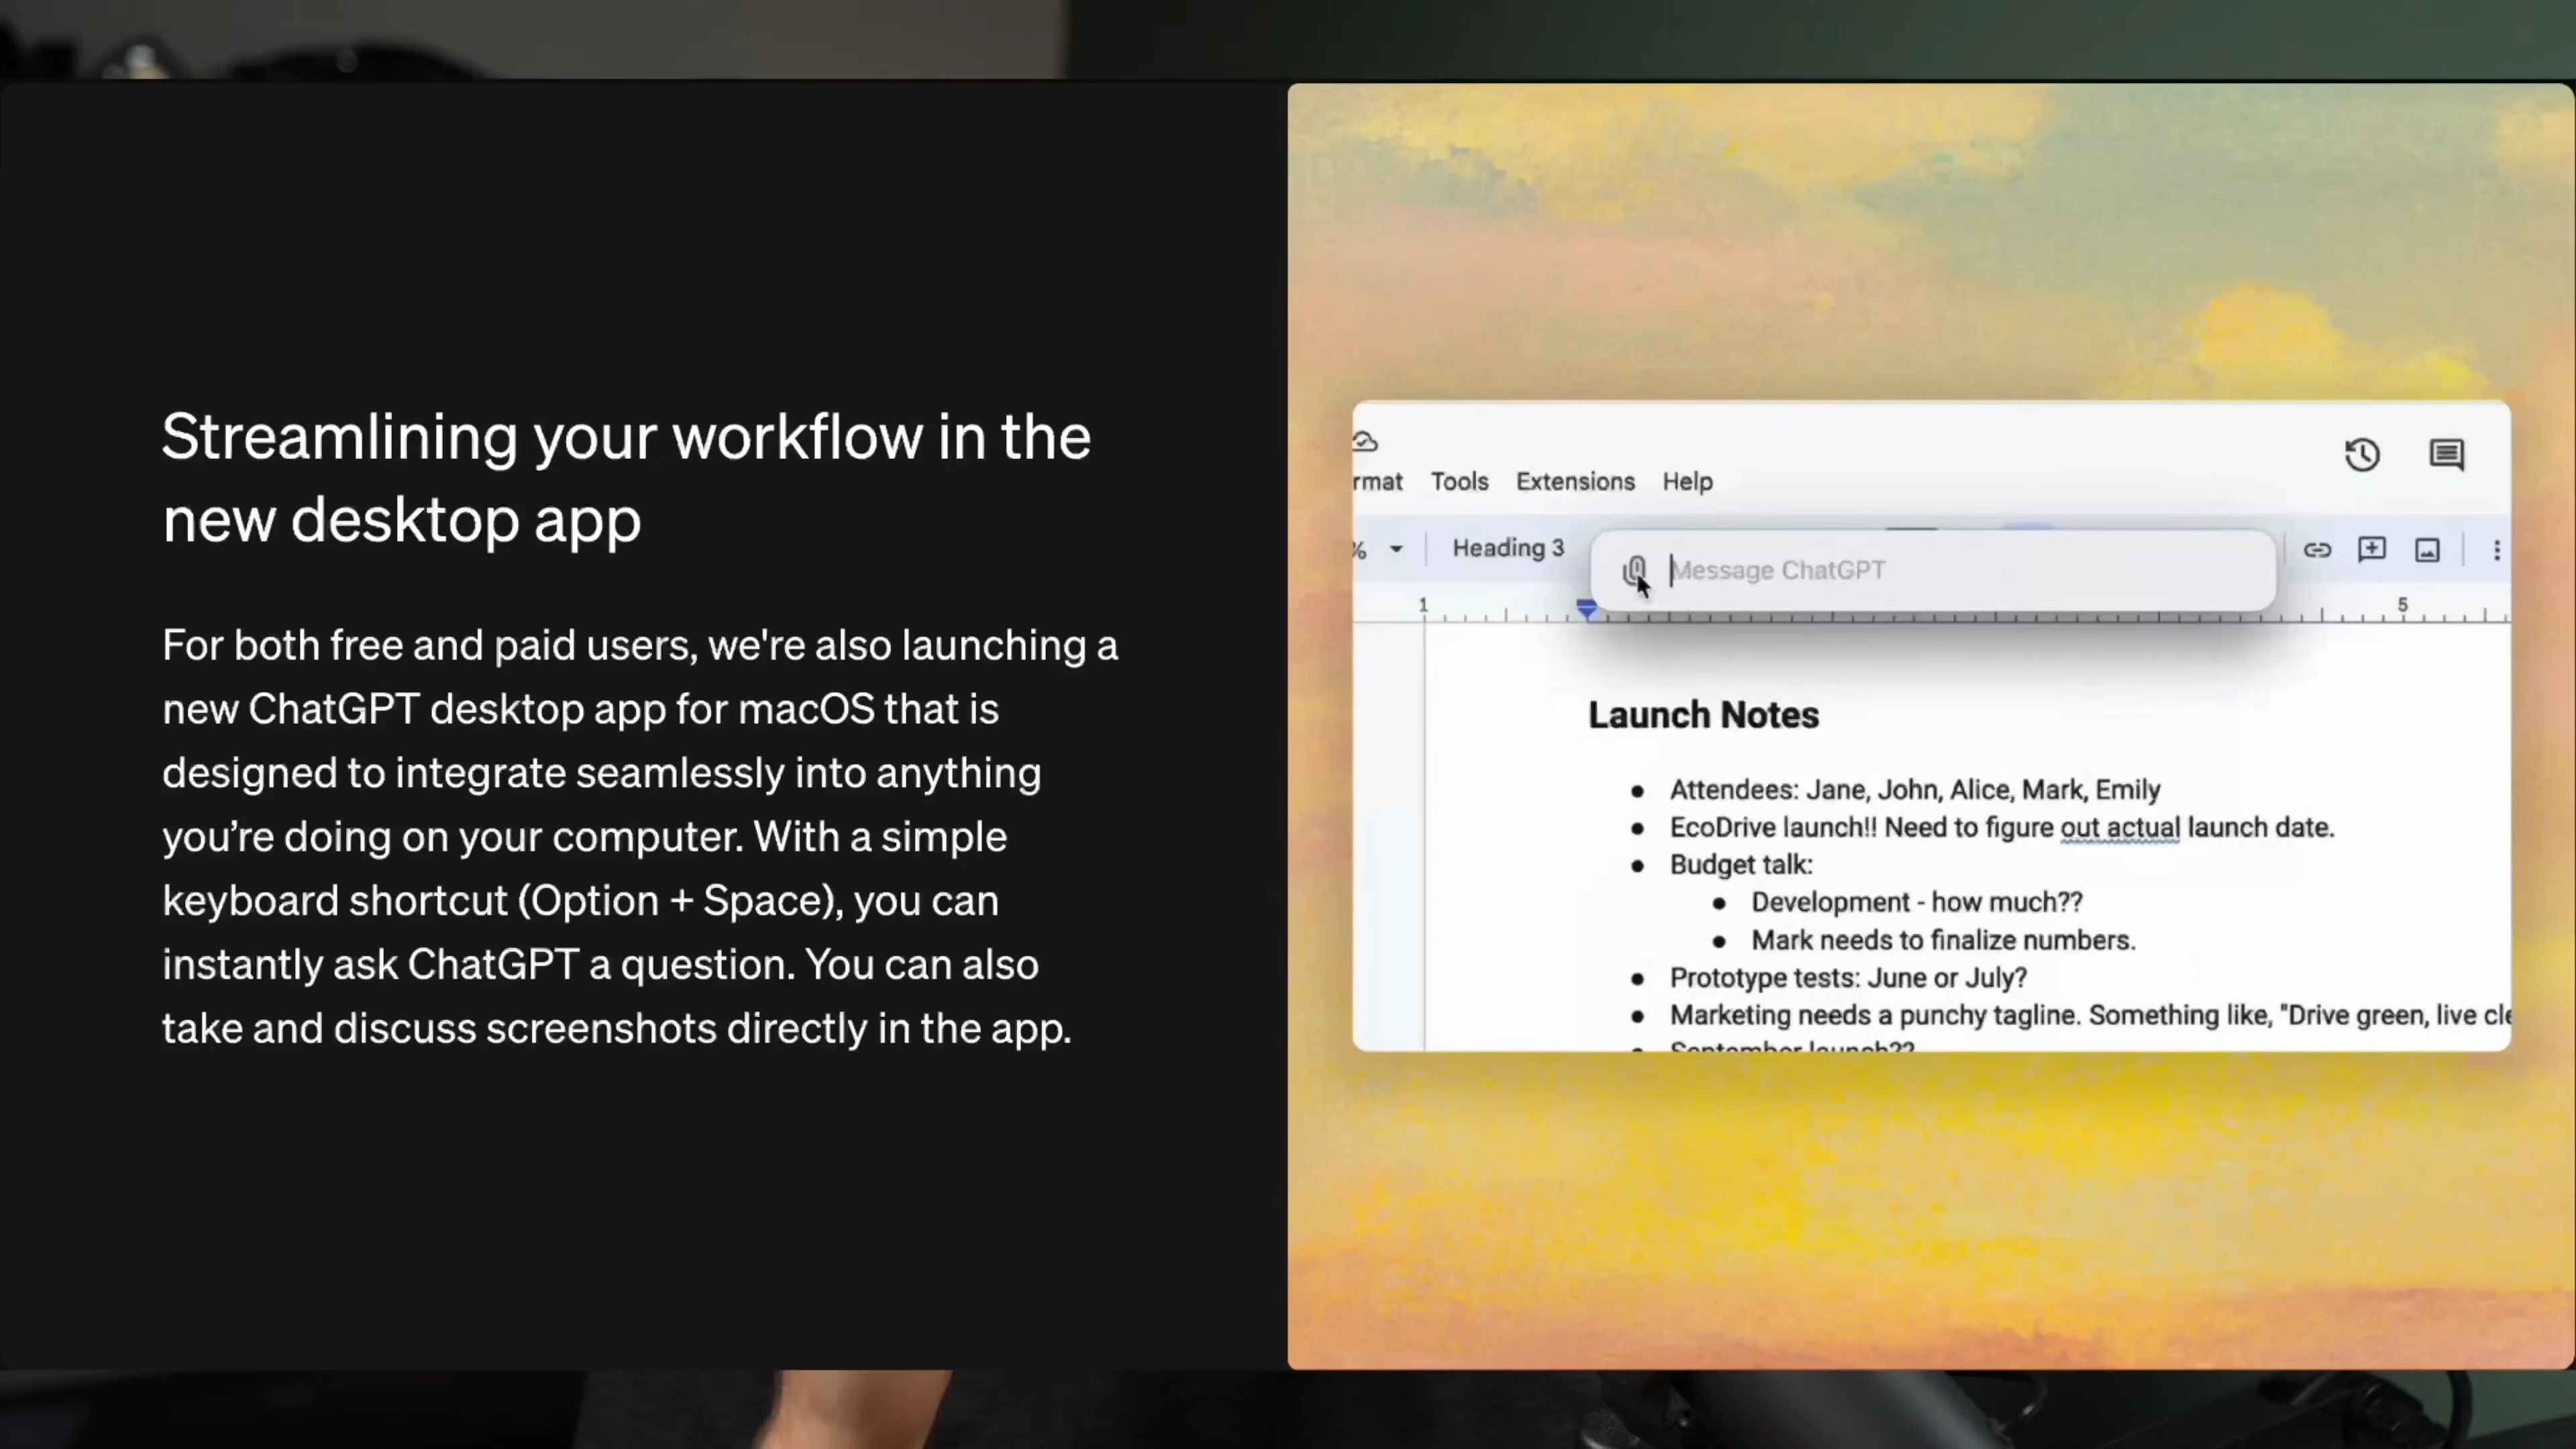 Streamlining your workflow in the
new desktop app
For both free and paid users, we're also launching a
new ChatGPT desktop app for macOS that is
designed to integrate seamlessly into anything
you’re doing on your computer. With a simple
keyboard shortcut (Option + Space), you can
instantly ask ChatGPT a question. You can also
take and discuss screenshots directly in the app.
rmat Tools Extensions Help
% Heading 3
Message ChatGPT
1 5
Launch Notes
Attendees: Jane, John, Alice, Mark, Emily
EcoDrive launch!! Need to figure out actual launch date.
Budget talk:
Development - how much??
Mark needs to finalize numbers.
Prototype tests: June or July?
Marketing needs a punchy tagline. Something like, "Drive green, live cle
September launch??